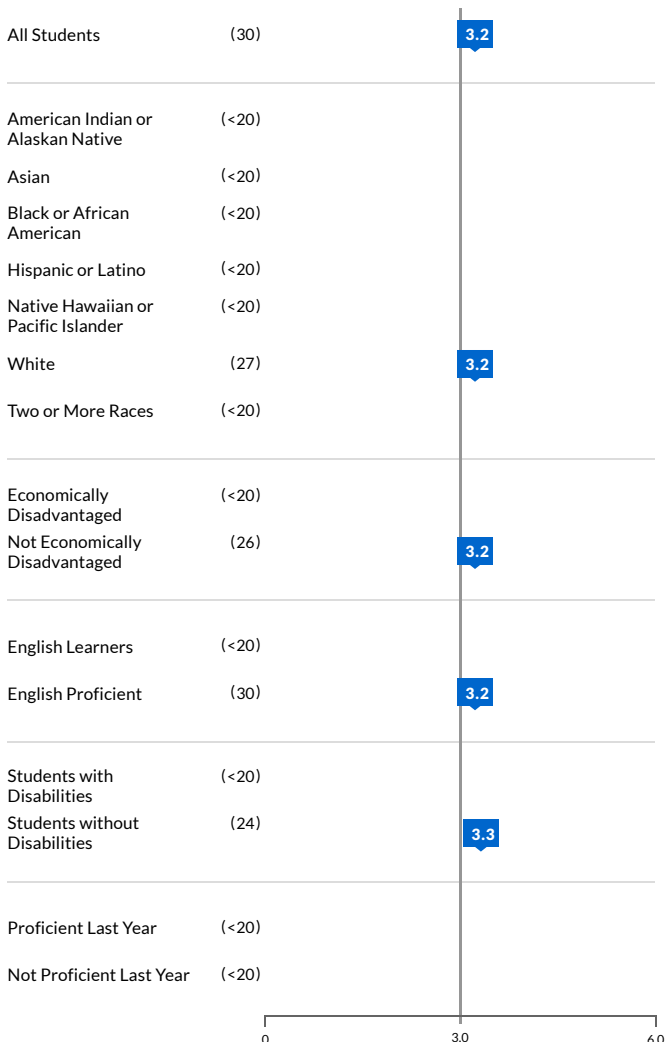 All Students (30) 3.2
American Indian or (<20)
Alaskan Native
Asian (<20)
Black or African (<20)
American
Hispanic or Latino (<20)
Native Hawaiian or (<20)
Pacific Islander
White (27) 3.2
Two or More Races (<20)
Economically (<20)
Disadvantaged
Not Economically (26) 3.2
Disadvantaged
English Learners (<20)
English Proficient (30) 3.2
Students with (<20)
Disabilities
Students without (24) 3.3
Disabilities
Proficient Last Year (<20)
Not Proficient Last Year (<20)
0 3.0 6.0